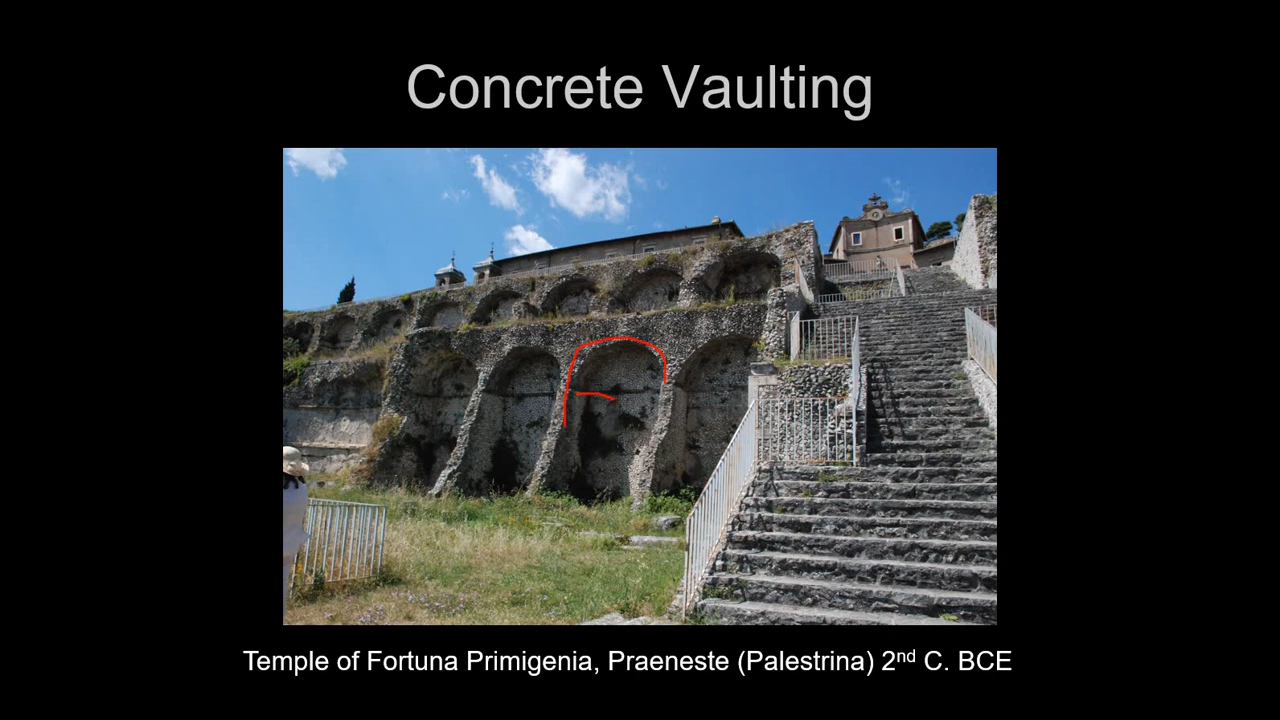 Concrete Vaulting
Temple of Fortuna Primigenia, Praeneste (Palestrina) 2nd C. BCE